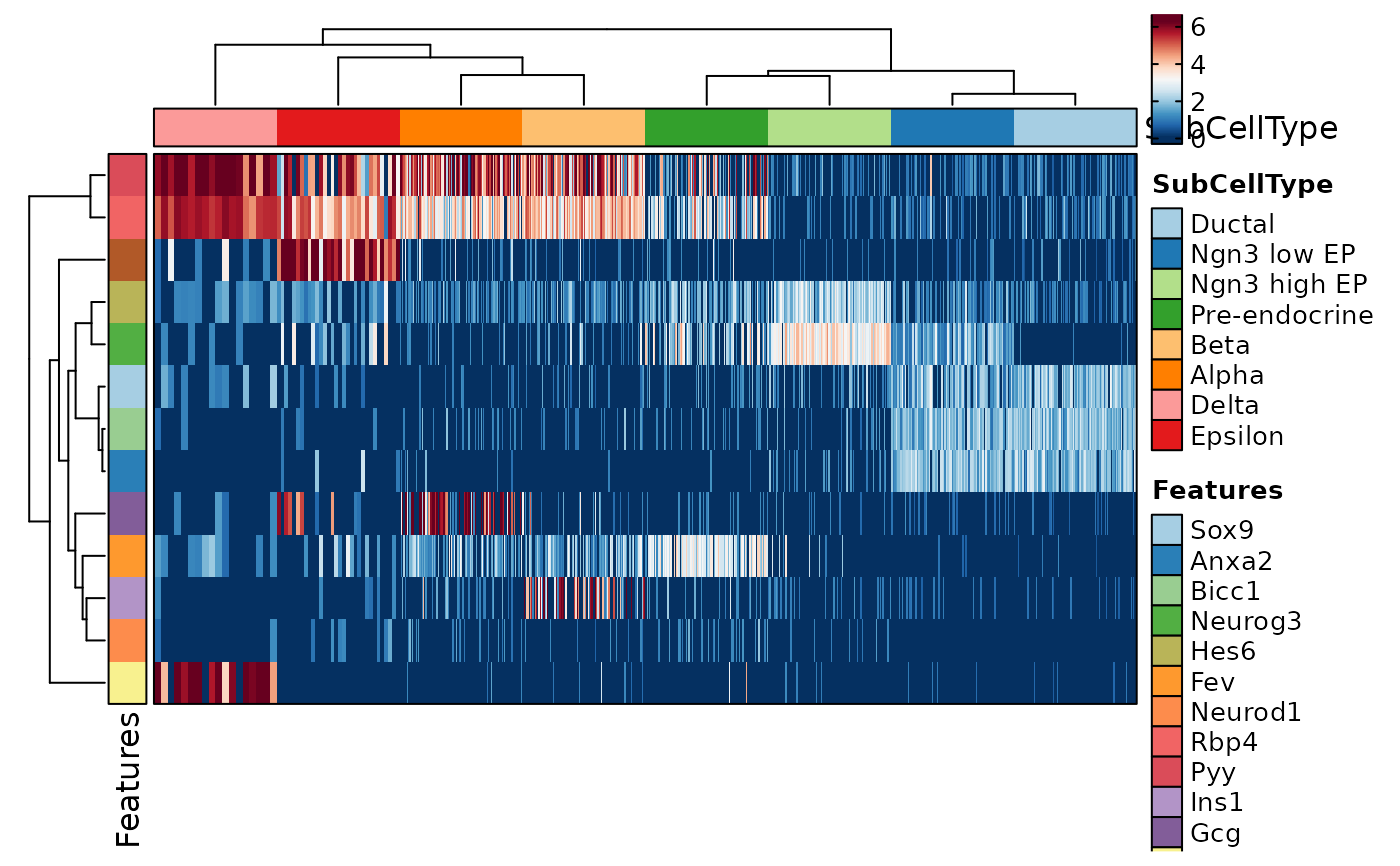 6
4
2
0
SubCellType
SubCellType
Ductal
Ngn3 low EP
Ngn3 high EP
Pre-endocrine
Beta
Alpha
Delta
Epsilon
Features
Sox9
Anxa2
Bicc1
Neurog3
Hes6
Fev
Neurod1
Rbp4
Pyy
Ins1
Gcg
Features